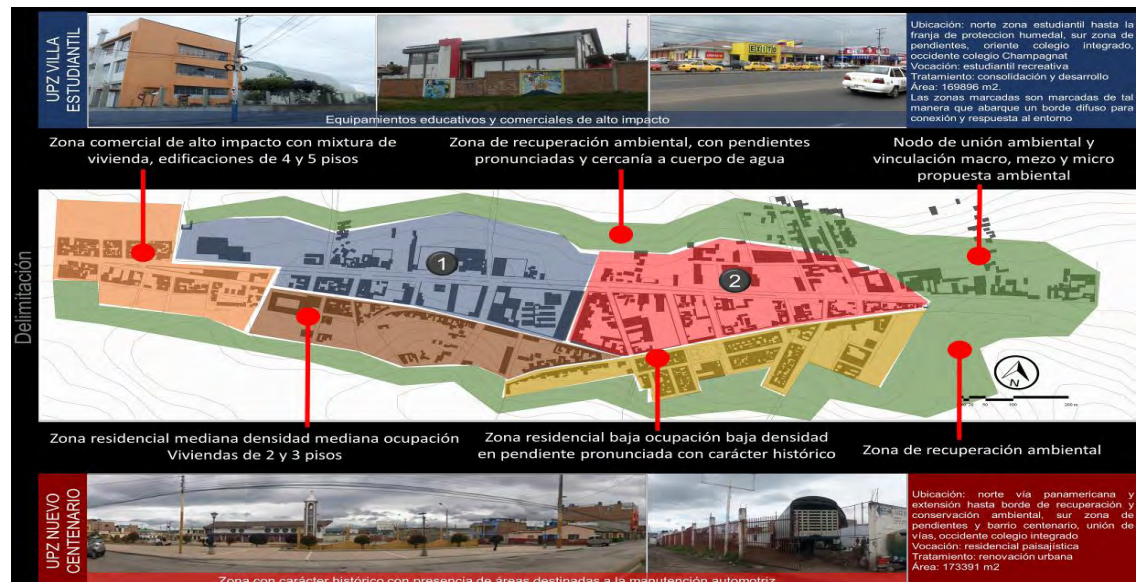 UPZ VILLA
ESTUDIANTIL
EXITO
Equipamientos educativos y comerciales de alto impacto
Ubicación: norte zona estudiantil hasta la
franja de proteccion humedal, sur zona de
pendientes, oriente colegio integrado,
occidente colegio Champagnat
Vocación: estudiantil recreativa
Tratamiento: consolidación y desarrollo
Área: 169896 m2.
Las zonas marcadas son marcadas de tal
manera que abarque un borde difuso para
conexión y respuesta al entorno
Zona comercial de alto impacto con mixtura de
vivienda, edificaciones de 4 y 5 pisos
Zona de recuperación ambiental, con pendientes
pronunciadas y cercanía a cuerpo de agua
Nodo de unión ambiental y
vinculación macro, mezo y micro
propuesta ambiental
Delimitación
1
2
N
Zona residencial mediana densidad mediana ocupación
Viviendas de 2 y 3 pisos
Zona residencial baja ocupación baja densidad
en pendiente pronunciada con carácter histórico
Zona de recuperación ambiental
UPZ NUEVO
CENTENARIO
Zona con carácter histórico con presencia de áreas destinadas a la manutención automotriz
Ubicación: norte vía panamericana y
extensión hasta borde de recuperación y
conservación ambiental, sur zona de
pendientes y barrio centenario, unión de
vías, occidente colegio integrado
Vocación: residencial paisajística
Tratamiento: renovación urbana
Área: 173391 m2